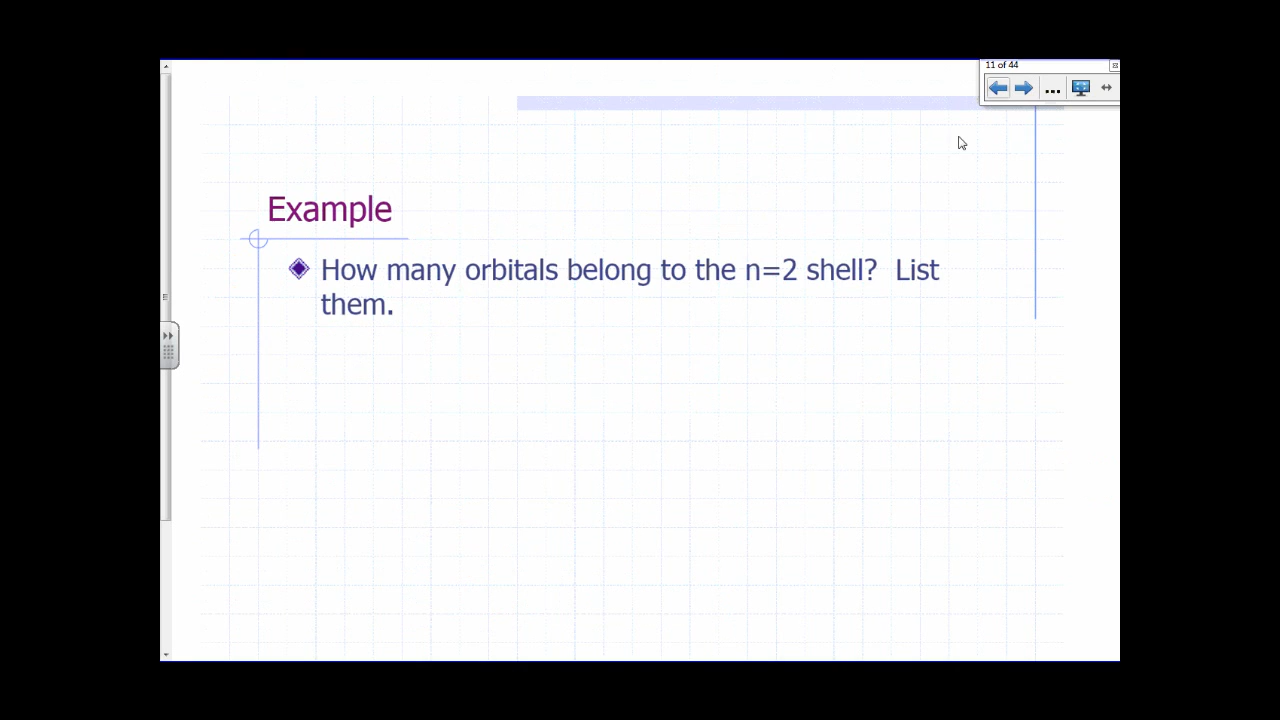 11 of 44
...
Example
How many orbitals belong to the n=2 shell?  List
them.